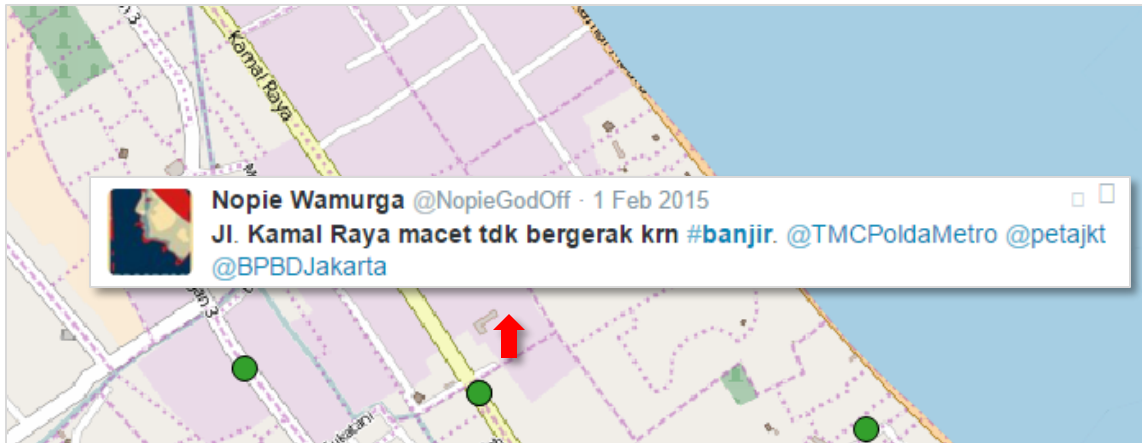 Kamal Raya
Nopie Wamurga @NopieGodOff · 1 Feb 2015
Jl. Kamal Raya macet tdk bergerak krn #banjir. @TMCPoldaMetro @petajkt
@BPBDJakarta